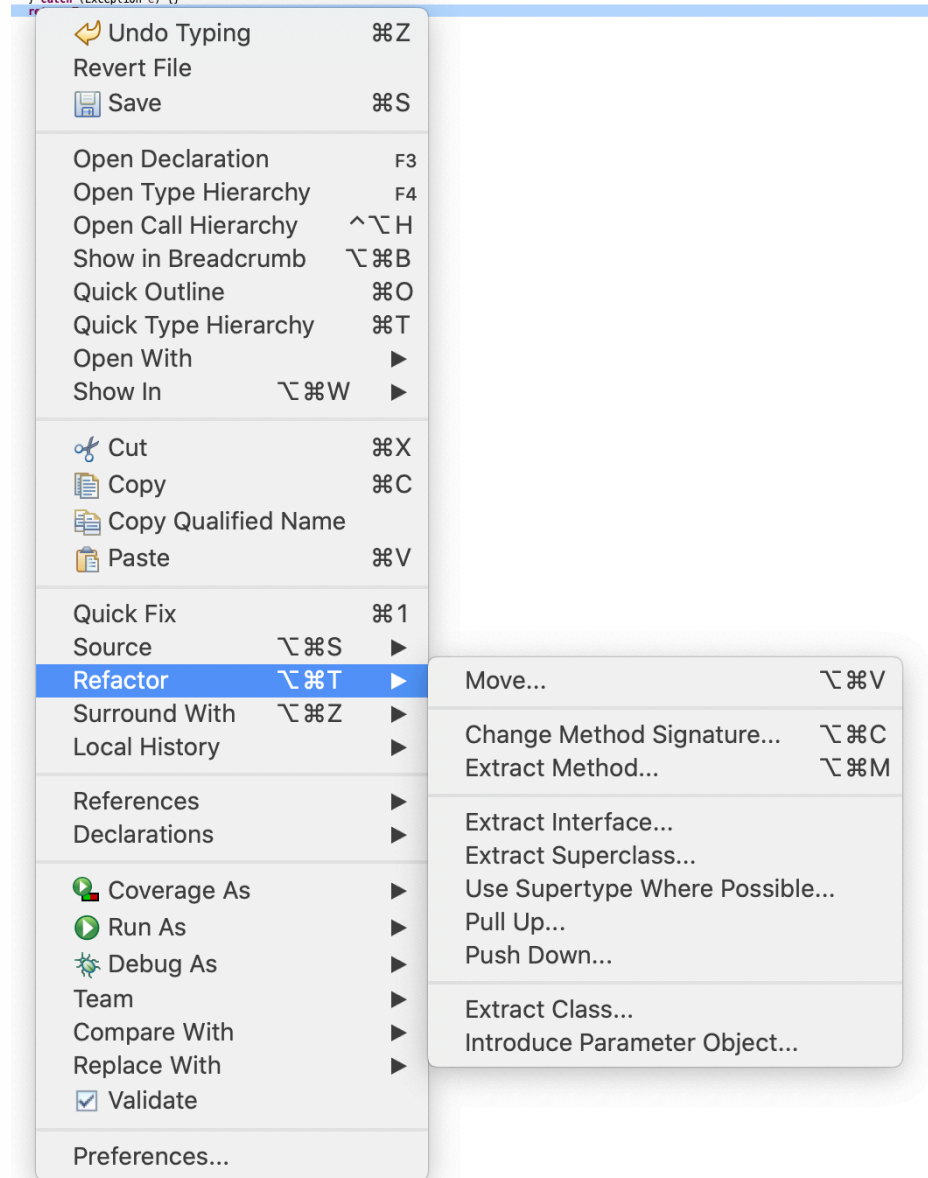 } catch (Exception e) {}
Undo Typing ⌘Z
Revert File
Save ⌘S
Open Declaration F3
Open Type Hierarchy F4
Open Call Hierarchy ^⌥H
Show in Breadcrumb ⌥⌘B
Quick Outline ⌘O
Quick Type Hierarchy ⌘T
Open With ▶
Show In ⌥⌘W ▶
Cut ⌘X
Copy ⌘C
Copy Qualified Name
Paste ⌘V
Quick Fix ⌘1
Source ⌥⌘S ▶
Refactor ⌥⌘T ▶
Surround With ⌥⌘Z ▶
Local History ▶
References ▶
Declarations ▶
Coverage As ▶
Run As ▶
Debug As ▶
Team ▶
Compare With ▶
Replace With ▶
Validate
Preferences...
Move... ⌥⌘V
Change Method Signature... ⌥⌘C
Extract Method... ⌥⌘M
Extract Interface...
Extract Superclass...
Use Supertype Where Possible...
Pull Up...
Push Down...
Extract Class...
Introduce Parameter Object...